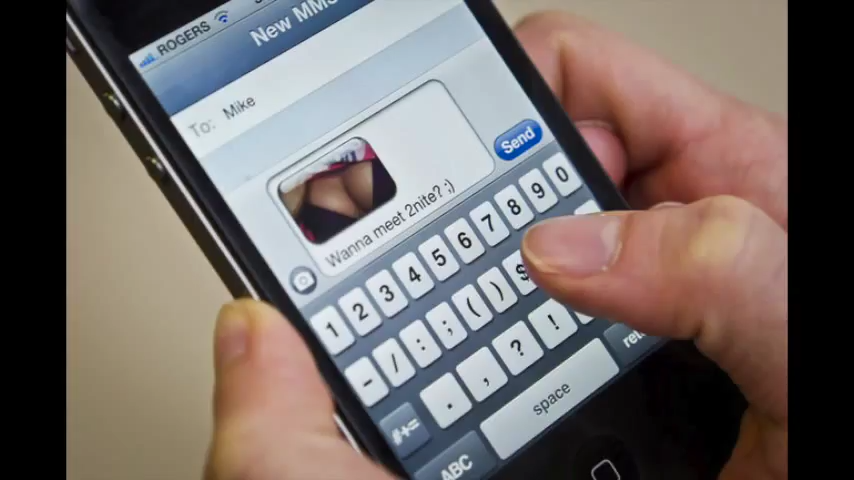 ROGERS
New MMS
To: Mike
Send
Wanna meet 2nite? ;)
1 2 3 4 5 6 7 8 9 0
- / : ; ( ) $
. , ? !
#+=
ABC
space